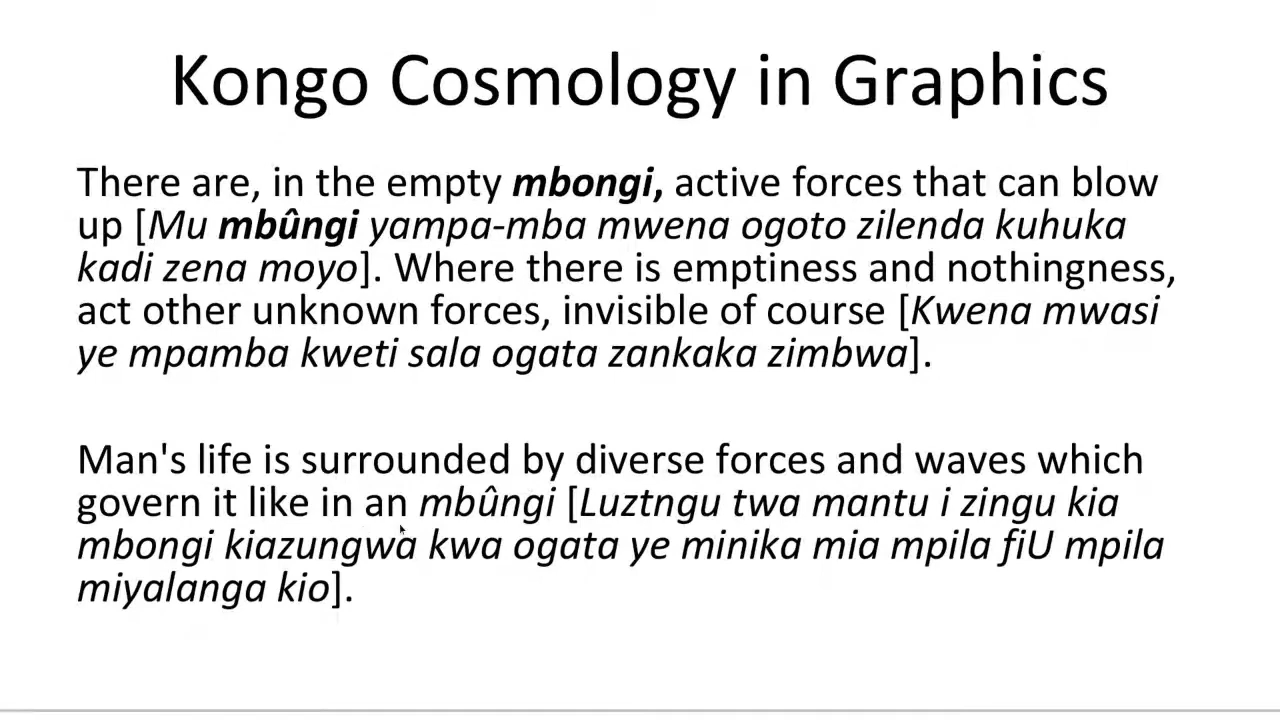 Kongo Cosmology in Graphics
There are, in the empty mbongi, active forces that can blow
up [Mu mbûngi yampa-mba mwena ogoto zilenda kuhuka
kadi zena moyo]. Where there is emptiness and nothingness,
act other unknown forces, invisible of course [Kwena mwasi
ye mpamba kweti sala ogata zankaka zimbwa].
Man's life is surrounded by diverse forces and waves which
govern it like in an mbûngi [Luztngu twa mantu i zingu kia
mbongi kiazungwa kwa ogata ye minika mia mpila fiU mpila
miyalanga kio].